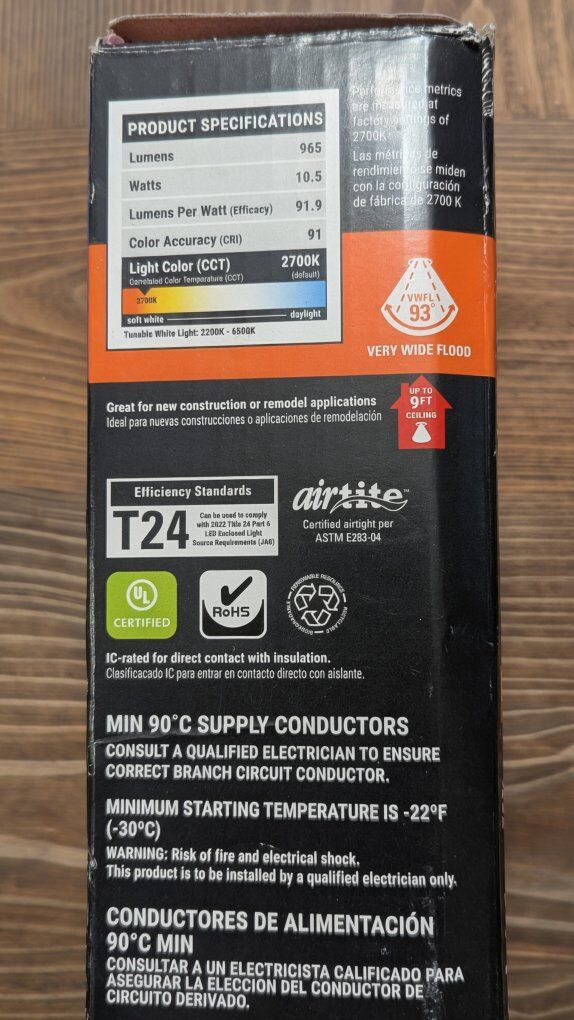 PRODUCT SPECIFICATIONS
Lumens 965
Watts 10.5
Lumens Per Watt (Efficacy) 91.9
Color Accuracy (CRI) 91
Light Color (CCT) 2700K
Correlated Color Temperature (CCT) (default)
2700K
soft white daylight
Tunable White Light: 2200K - 6500K
Performance metrics
are measured at
factory settings of
2700K
Las métricas de
rendimiento se miden
con la configuración
de fábrica de 2700 K
VWFL
93°
VERY WIDE FLOOD
Great for new construction or remodel applications
Ideal para nuevas construcciones o aplicaciones de remodelación
UP TO
9FT
CEILING
Efficiency Standards
T24
Can be used to comply
with 2022 Title 24 Part 6
LED Enclosed Light
Source Requirements (JA8)
airtite™
Certified airtight per
ASTM E283-04
UL
CERTIFIED
RoHS
RENEWABLE RESOURCE
RECYCLABLE
BIODEGRADABLE
IC-rated for direct contact with insulation.
Clasificacado IC para entrar en contacto directo con aislante.
MIN 90°C SUPPLY CONDUCTORS
CONSULT A QUALIFIED ELECTRICIAN TO ENSURE
CORRECT BRANCH CIRCUIT CONDUCTOR.
MINIMUM STARTING TEMPERATURE IS -22ºF
(-30ºC)
WARNING: Risk of fire and electrical shock.
This product is to be installed by a qualified electrician only.
CONDUCTORES DE ALIMENTACIÓN
90°C MIN
CONSULTAR A UN ELECTRICISTA CALIFICADO PARA
ASEGURAR LA ELECCION DEL CONDUCTOR DE
CIRCUITO DERIVADO.